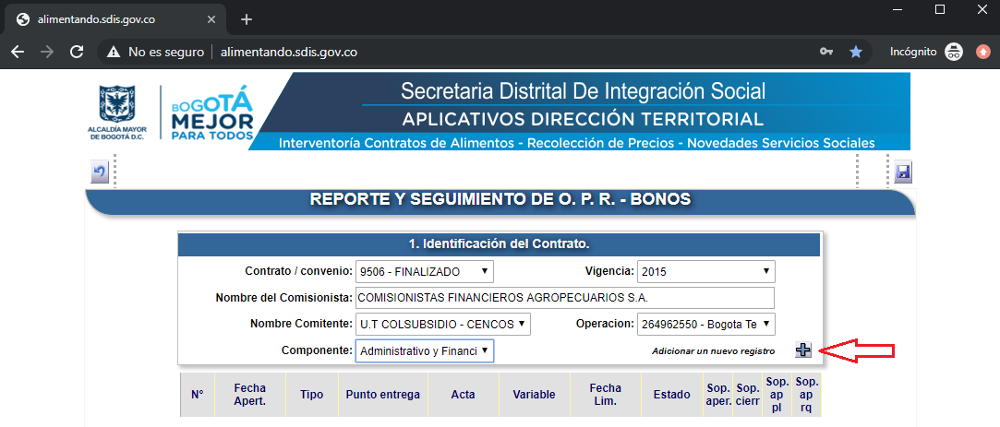 alimentando.sdis.gov.co
No es seguro alimentando.sdis.gov.co Incógnito
ALCALDÍA MAYOR
DE BOGOTÁ D.C.
BOGOTÁ
MEJOR
PARA TODOS
Secretaria Distrital De Integración Social
APLICATIVOS DIRECCIÓN TERRITORIAL
Interventoría Contratos de Alimentos - Recolección de Precios - Novedades Servicios Sociales
REPORTE Y SEGUIMIENTO DE O. P. R. - BONOS
1. Identificación del Contrato.
Contrato / convenio: 9506 - FINALIZADO Vigencia: 2015
Nombre del Comisionista: COMISIONISTAS FINANCIEROS AGROPECUARIOS S.A.
Nombre Comitente: U.T COLSUBSIDIO - CENCOS Operacion: 264962550 - Bogota Te
Componente: Administrativo y Financi Adicionar un nuevo registro
N° Fecha Apert. Tipo Punto entrega Acta Variable Fecha Lim. Estado Sop. aper. Sop. cierr Sop. ap pl Sop. ap rq